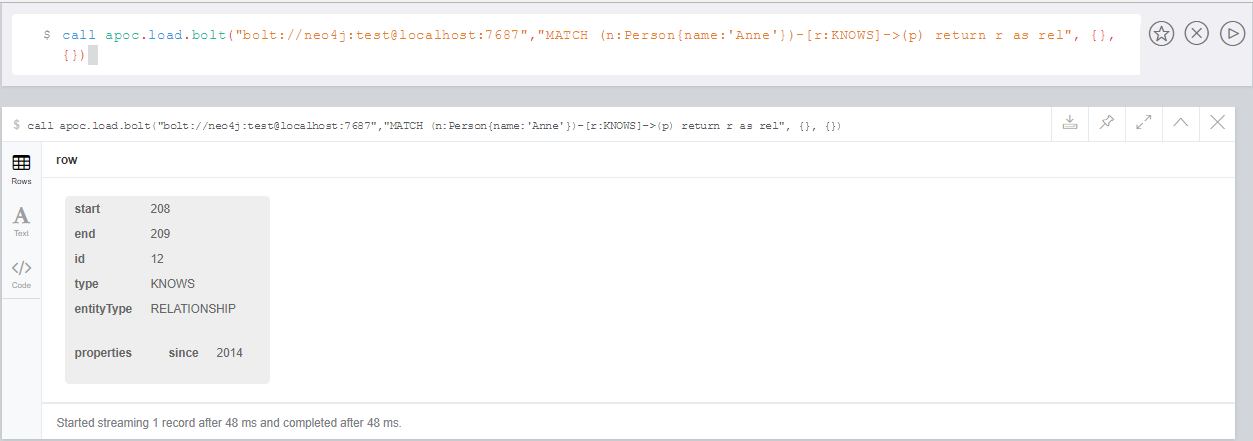 $ call apoc.load.bolt("bolt://neo4j:test@localhost:7687","MATCH (n:Person{name:'Anne'})-[r:KNOWS]->(p) return r as rel", {},
{})
$ call apoc.load.bolt("bolt://neo4j:test@localhost:7687","MATCH (n:Person{name:'Anne'})-[r:KNOWS]->(p) return r as rel", {}, {})
Rows
row
start 208
A
Text
end 209
id 12
</>
Code
type KNOWS
entityType RELATIONSHIP
properties since 2014
Started streaming 1 record after 48 ms and completed after 48 ms.